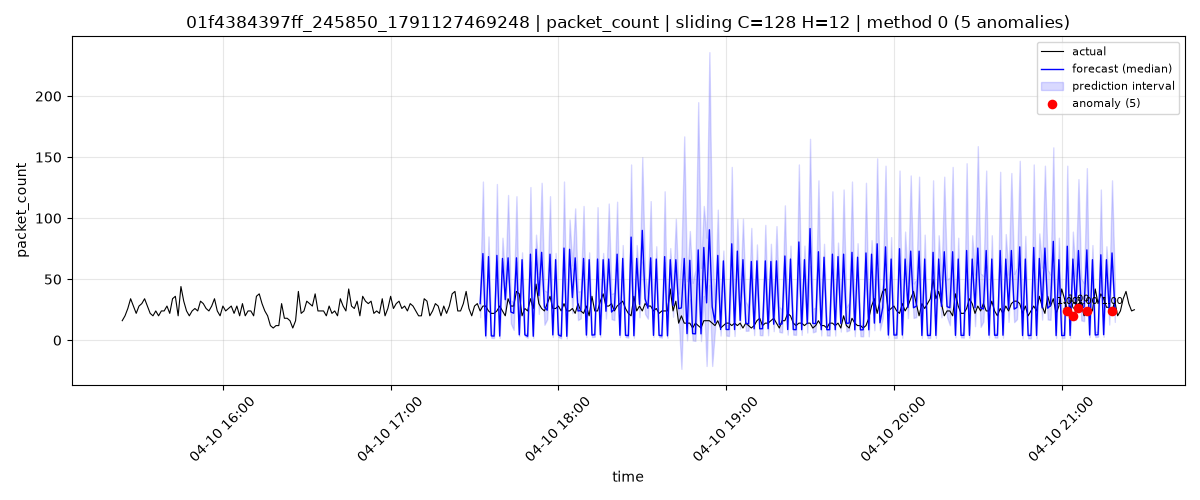 01f4384397ff_245850_1791127469248 | packet_count | sliding C=128 H=12 | method 0 (5 anomalies)
actual
forecast (median)
prediction interval
anomaly (5)
packet_count
200
150
100
50
0
04-10 16:00
04-10 17:00
04-10 18:00
04-10 19:00
04-10 20:00
04-10 21:00
time